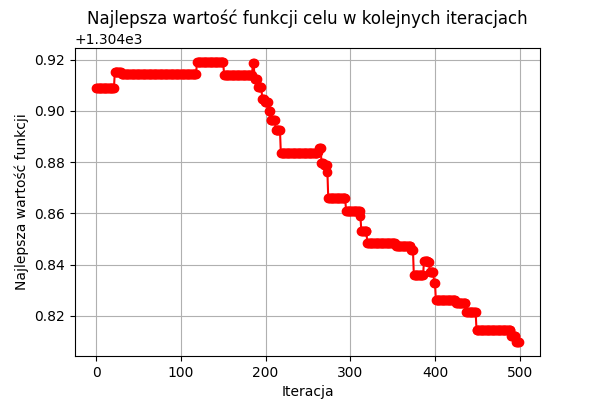 Najlepsza wartość funkcji celu w kolejnych iteracjach
+1.304e3
0.92
0.90
0.88
0.86
0.84
0.82
Najlepsza wartość funkcji
0 100 200 300 400 500
Iteracja